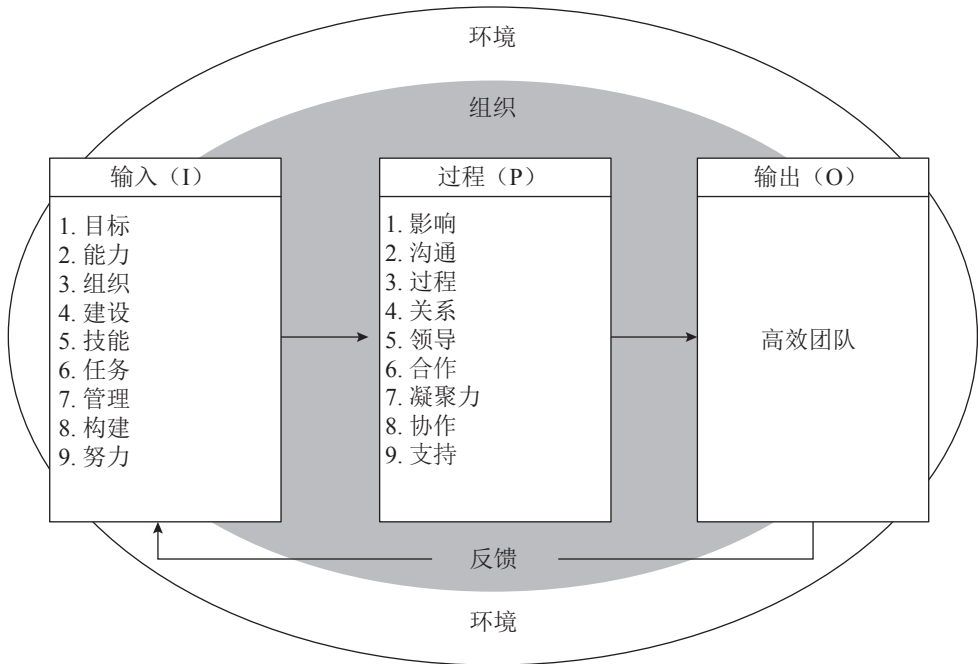 环境
组织
输入（I）
1. 目标
2. 能力
3. 组织
4. 建设
5. 技能
6. 任务
7. 管理
8. 构建
9. 努力
过程（P）
1. 影响
2. 沟通
3. 过程
4. 关系
5. 领导
6. 合作
7. 凝聚力
8. 协作
9. 支持
输出（O）
高效团队
反馈
环境